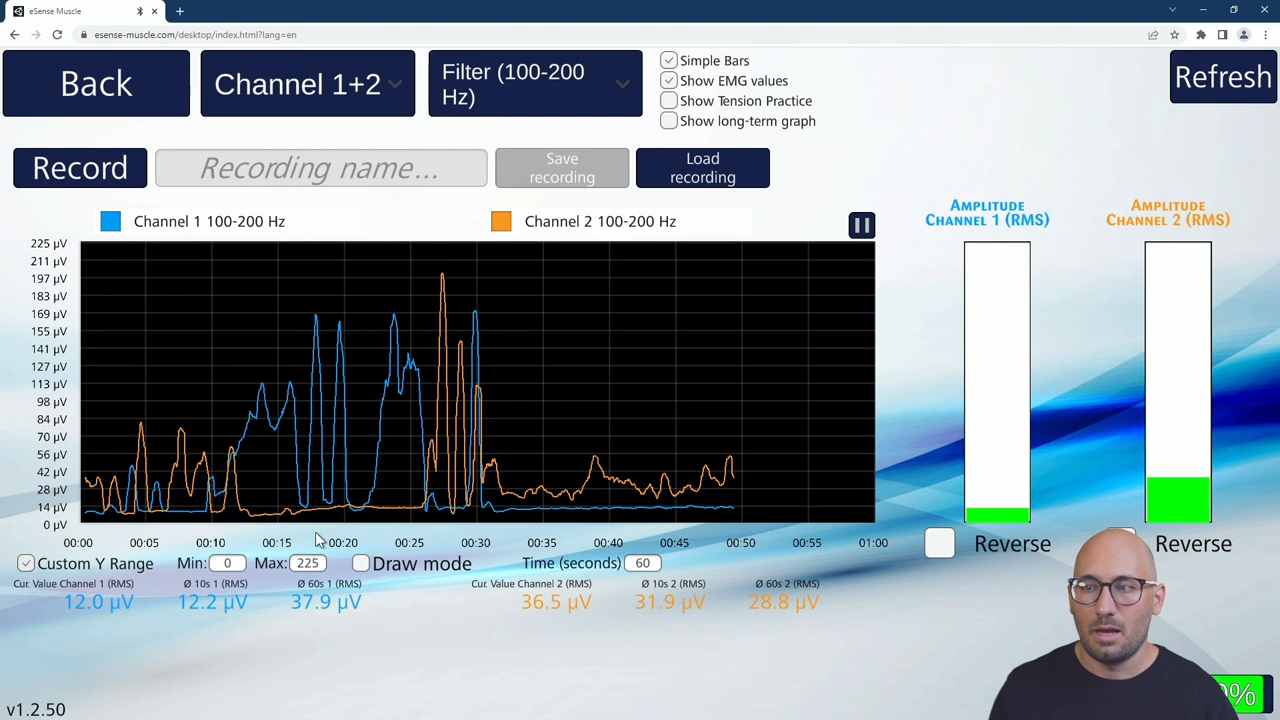 eSense Muscle
esense-muscle.com/desktop/index.html?lang=en
Back
Channel 1+2
Filter (100-200
Hz)
Simple Bars
Show EMG values
Show Tension Practice
Show long-term graph
Refresh
Record
Recording name...
Save
recording
Load
recording
Channel 1 100-200 Hz
Channel 2 100-200 Hz
Amplitude
Channel 1 (RMS)
Amplitude
Channel 2 (RMS)
225 µV
211 µV
197 µV
183 µV
169 µV
155 µV
141 µV
127 µV
113 µV
98 µV
84 µV
70 µV
56 µV
42 µV
28 µV
14 µV
0 µV
00:00 00:05 00:10 00:15 00:20 00:25 00:30 00:35 00:40 00:45 00:50 00:55 01:00
Reverse
Reverse
Custom Y Range Min: 0 Max: 225 Draw mode Time (seconds) 60
Cur. Value Channel 1 (RMS) Ø 10s 1 (RMS) Ø 60s 1 (RMS) Cur. Value Channel 2 (RMS) Ø 10s 2 (RMS) Ø 60s 2 (RMS)
12.0 µV 12.2 µV 37.9 µV 36.5 µV 31.9 µV 28.8 µV
v1.2.50